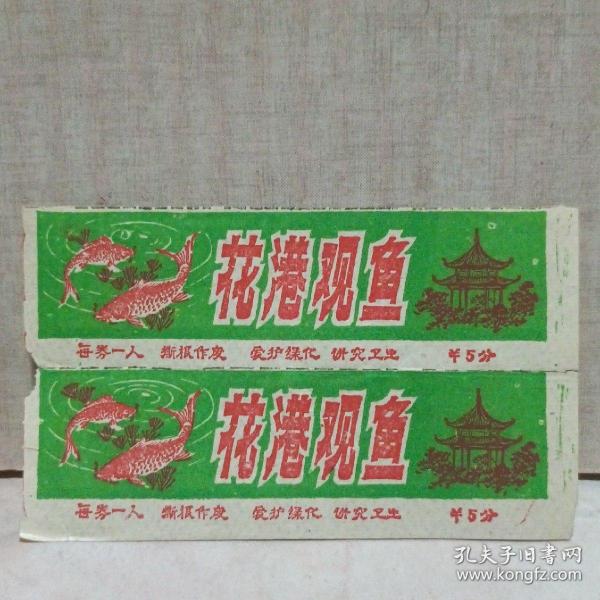 花港观鱼
每券一人 撕报作废 爱护绿化 讲究卫生 ￥5分
花港观鱼
每券一人 撕报作废 爱护绿化 讲究卫生 ￥5分
孔夫子旧书网
www.kongfz.com